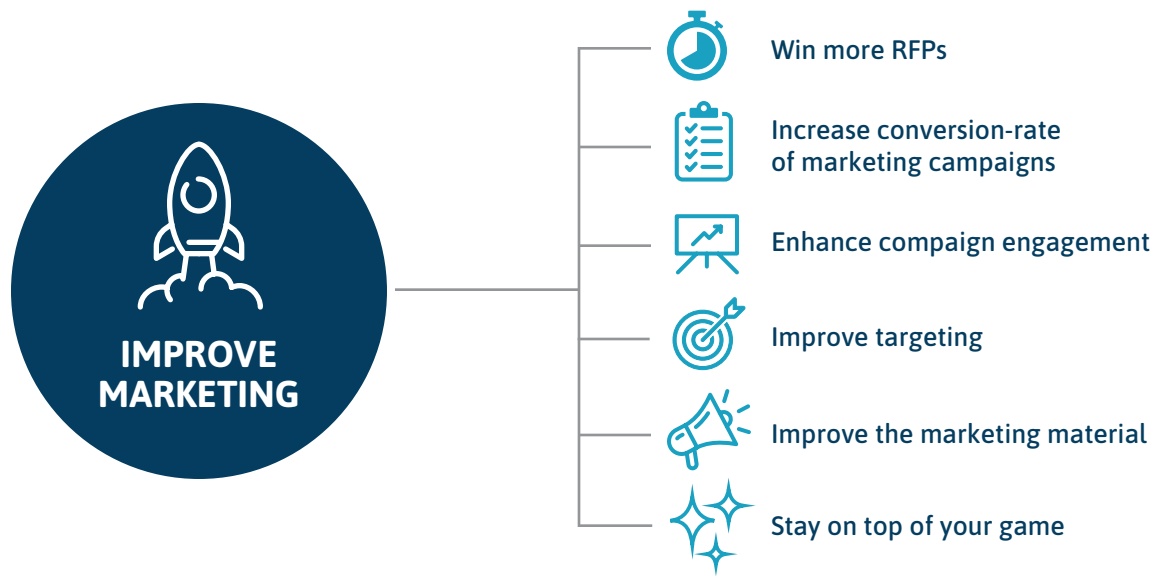 IMPROVE
MARKETING
Win more RFPs
Increase conversion-rate
of marketing campaigns
Enhance compaign engagement
Improve targeting
Improve the marketing material
Stay on top of your game